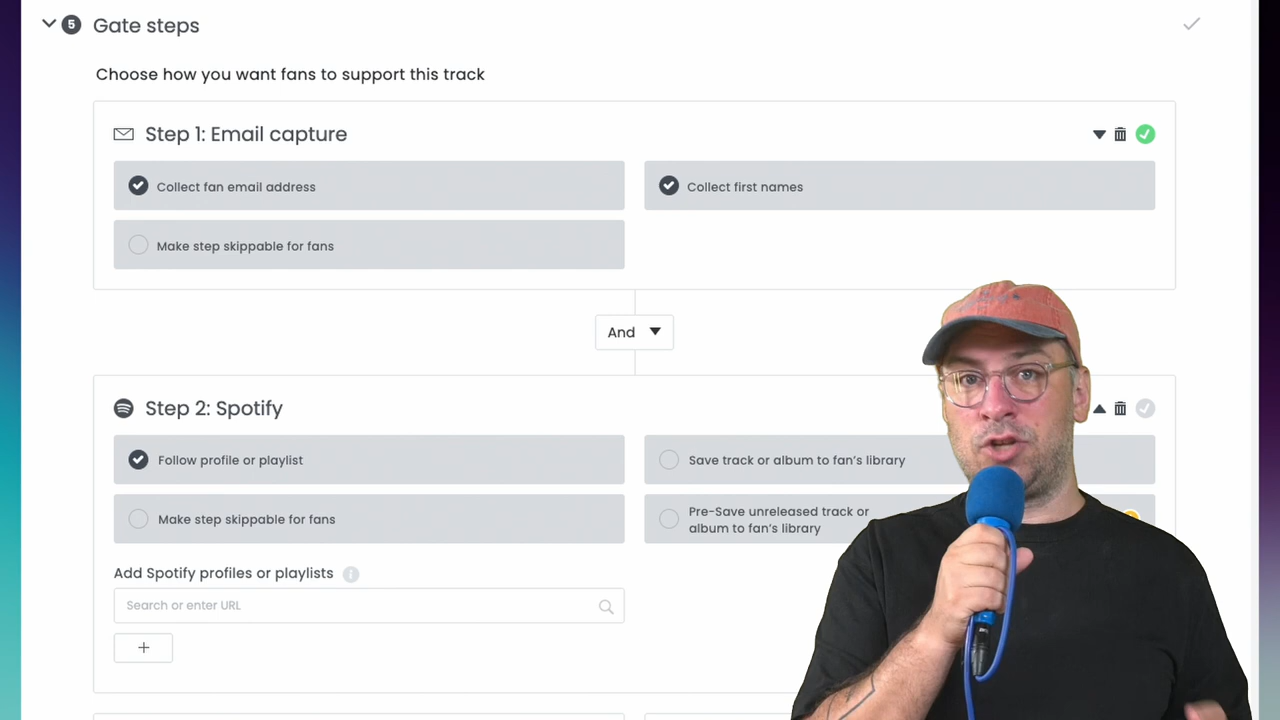 5 Gate steps
Choose how you want fans to support this track
Step 1: Email capture
Collect fan email address
Collect first names
Make step skippable for fans
And
Step 2: Spotify
Follow profile or playlist
Save track or album to fan's library
Make step skippable for fans
Pre-Save unreleased track or
album to fan's library
Add Spotify profiles or playlists
Search or enter URL